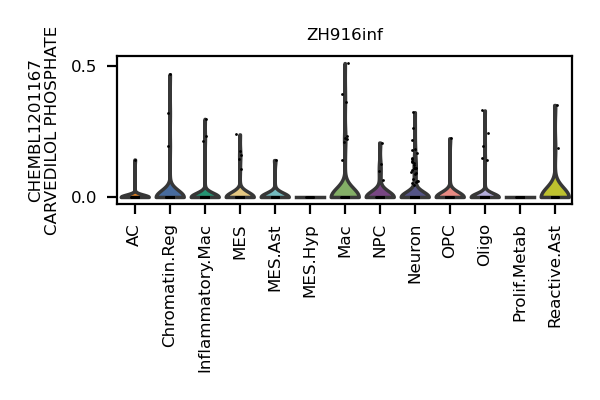 ZH916inf
CHEMBL1201167
CARVEDILOL PHOSPHATE
0.5
0.0
AC
Chromatin.Reg
Inflammatory.Mac
MES
MES.Ast
MES.Hyp
Mac
NPC
Neuron
OPC
Oligo
Prolif.Metab
Reactive.Ast